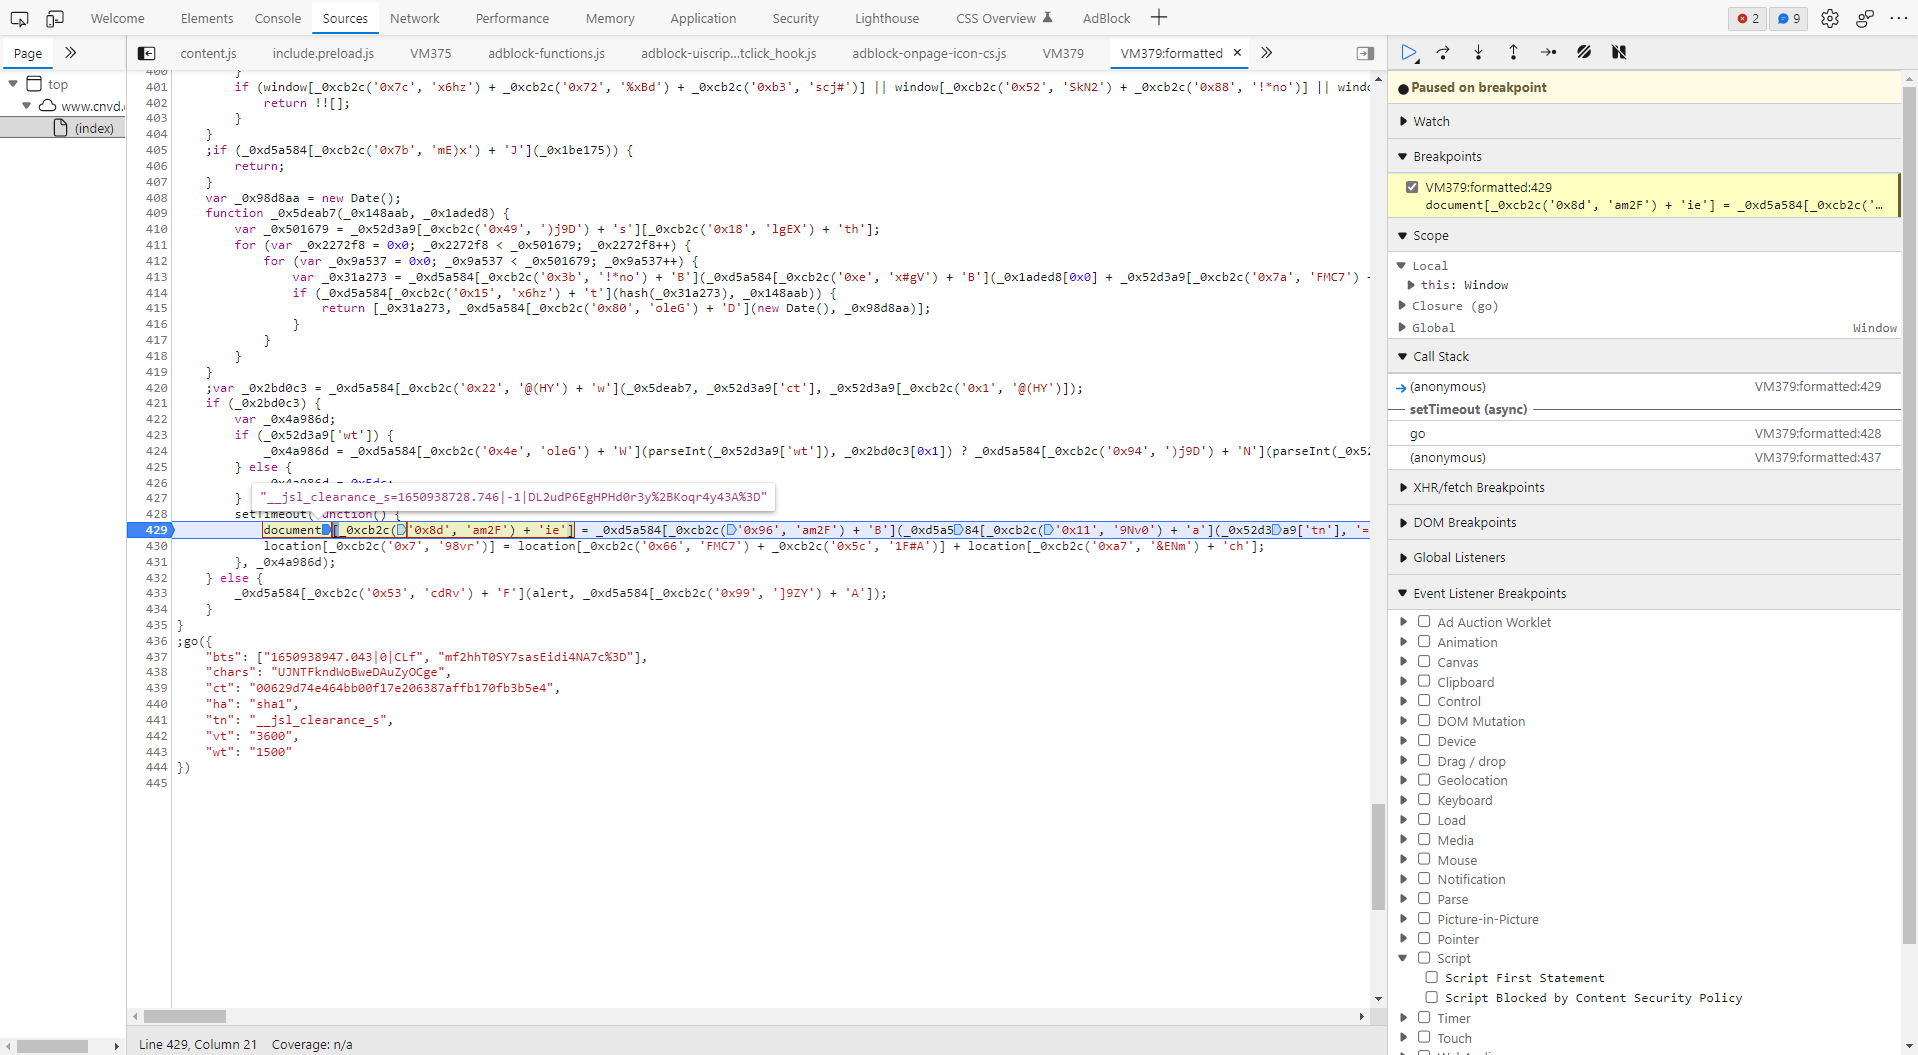 Welcome Elements Console Sources Network Performance Memory Application Security Lighthouse CSS Overview AdBlock 2 9
Page content.js include.preload.js VM375 adblock-functions.js adblock-uiscrip...tclick_hook.js adblock-onpage-icon-cs.js VM379 VM379:formatted
top
www.cnvd.
(index)
400 }
401 if (window[_0xcb2c('0x7c', 'x6hz') + _0xcb2c('0x72', '%xBd') + _0xcb2c('0xb3', 'scj#')] || window[_0xcb2c('0x52', 'SkN2') + _0xcb2c('0x88', '!*no')] || windo
402 return !![];
403 }
404 }
405 ;if (_0xd5a584[_0xcb2c('0x7b', 'mE)x') + 'J'](_0x1be175)) {
406 return;
407 }
408 var _0x98d8aa = new Date();
409 function _0x5deab7(_0x148aab, _0x1aded8) {
410 var _0x501679 = _0x52d3a9[_0xcb2c('0x49', ')j9D') + 's'][_0xcb2c('0x18', 'lgEX') + 'th'];
411 for (var _0x2272f8 = 0x0; _0x2272f8 < _0x501679; _0x2272f8++) {
412 for (var _0x9a537 = 0x0; _0x9a537 < _0x501679; _0x9a537++) {
413 var _0x31a273 = _0xd5a584[_0xcb2c('0x3b', '!*no') + 'B'](_0xd5a584[_0xcb2c('0xe', 'x#gV') + 'B'](_0x1aded8[0x0] + _0x52d3a9[_0xcb2c('0x7a', 'FMC7') +
414 if (_0xd5a584[_0xcb2c('0x15', 'x6hz') + 't'](hash(_0x31a273), _0x148aab)) {
415 return [_0x31a273, _0xd5a584[_0xcb2c('0x80', 'oleG') + 'D'](new Date(), _0x98d8aa)];
416 }
417 }
418 }
419 }
420 ;var _0x2bd0c3 = _0xd5a584[_0xcb2c('0x22', '@(HY') + 'w'](_0x5deab7, _0x52d3a9['ct'], _0x52d3a9[_0xcb2c('0x1', '@(HY')]);
421 if (_0x2bd0c3) {
422 var _0x4a986d;
423 if (_0x52d3a9['wt']) {
424 _0x4a986d = _0xd5a584[_0xcb2c('0x4e', 'oleG') + 'W'](parseInt(_0x52d3a9['wt']), _0x2bd0c3[0x1]) ? _0xd5a584[_0xcb2c('0x94', ')j9D') + 'N'](parseInt(_0x52
425 } else {
426 _0x4a986d = 0x5dc;
427 }
"__jsl_clearance_s=1650938728.746|-1|DL2udP6EgHPHd0r3y%2BKoqr4y43A%3D"
428 setTimeout(function() {
429 document[_0xcb2c('0x8d', 'am2F') + 'ie'] = _0xd5a584[_0xcb2c('0x96', 'am2F') + 'B'](_0xd5a584[_0xcb2c('0x11', '9Nv0') + 'a'](_0x52d3a9['tn'], '=
430 location[_0xcb2c('0x7', '98vr')] = location[_0xcb2c('0x66', 'FMC7') + _0xcb2c('0x5c', '1F#A')] + location[_0xcb2c('0xa7', '&ENm') + 'ch'];
431 }, _0x4a986d);
432 } else {
433 _0xd5a584[_0xcb2c('0x53', 'cdRv') + 'F'](alert, _0xd5a584[_0xcb2c('0x99', ']9ZY') + 'A']);
434 }
435 }
436 ;go({
437 "bts": ["1650938947.043|0|CLf", "mf2hhT0SY7sasEidi4NA7c%3D"],
438 "chars": "UJNTFkndWoBweDAuZyOCge",
439 "ct": "00629d74e464bb00f17e206387affb170fb3b5e4",
440 "ha": "sha1",
441 "tn": "__jsl_clearance_s",
442 "vt": "3600",
443 "wt": "1500"
444 })
445
Line 429, Column 21 Coverage: n/a
Paused on breakpoint
Watch
Breakpoints
VM379:formatted:429
document[_0xcb2c('0x8d', 'am2F') + 'ie'] = _0xd5a584[_0xcb2c('…
Scope
Local
this: Window
Closure (go)
Global Window
Call Stack
(anonymous) VM379:formatted:429
setTimeout (async)
go VM379:formatted:428
(anonymous) VM379:formatted:437
XHR/fetch Breakpoints
DOM Breakpoints
Global Listeners
Event Listener Breakpoints
Ad Auction Worklet
Animation
Canvas
Clipboard
Control
DOM Mutation
Device
Drag / drop
Geolocation
Keyboard
Load
Media
Mouse
Notification
Parse
Picture-in-Picture
Pointer
Script
Script First Statement
Script Blocked by Content Security Policy
Timer
Touch